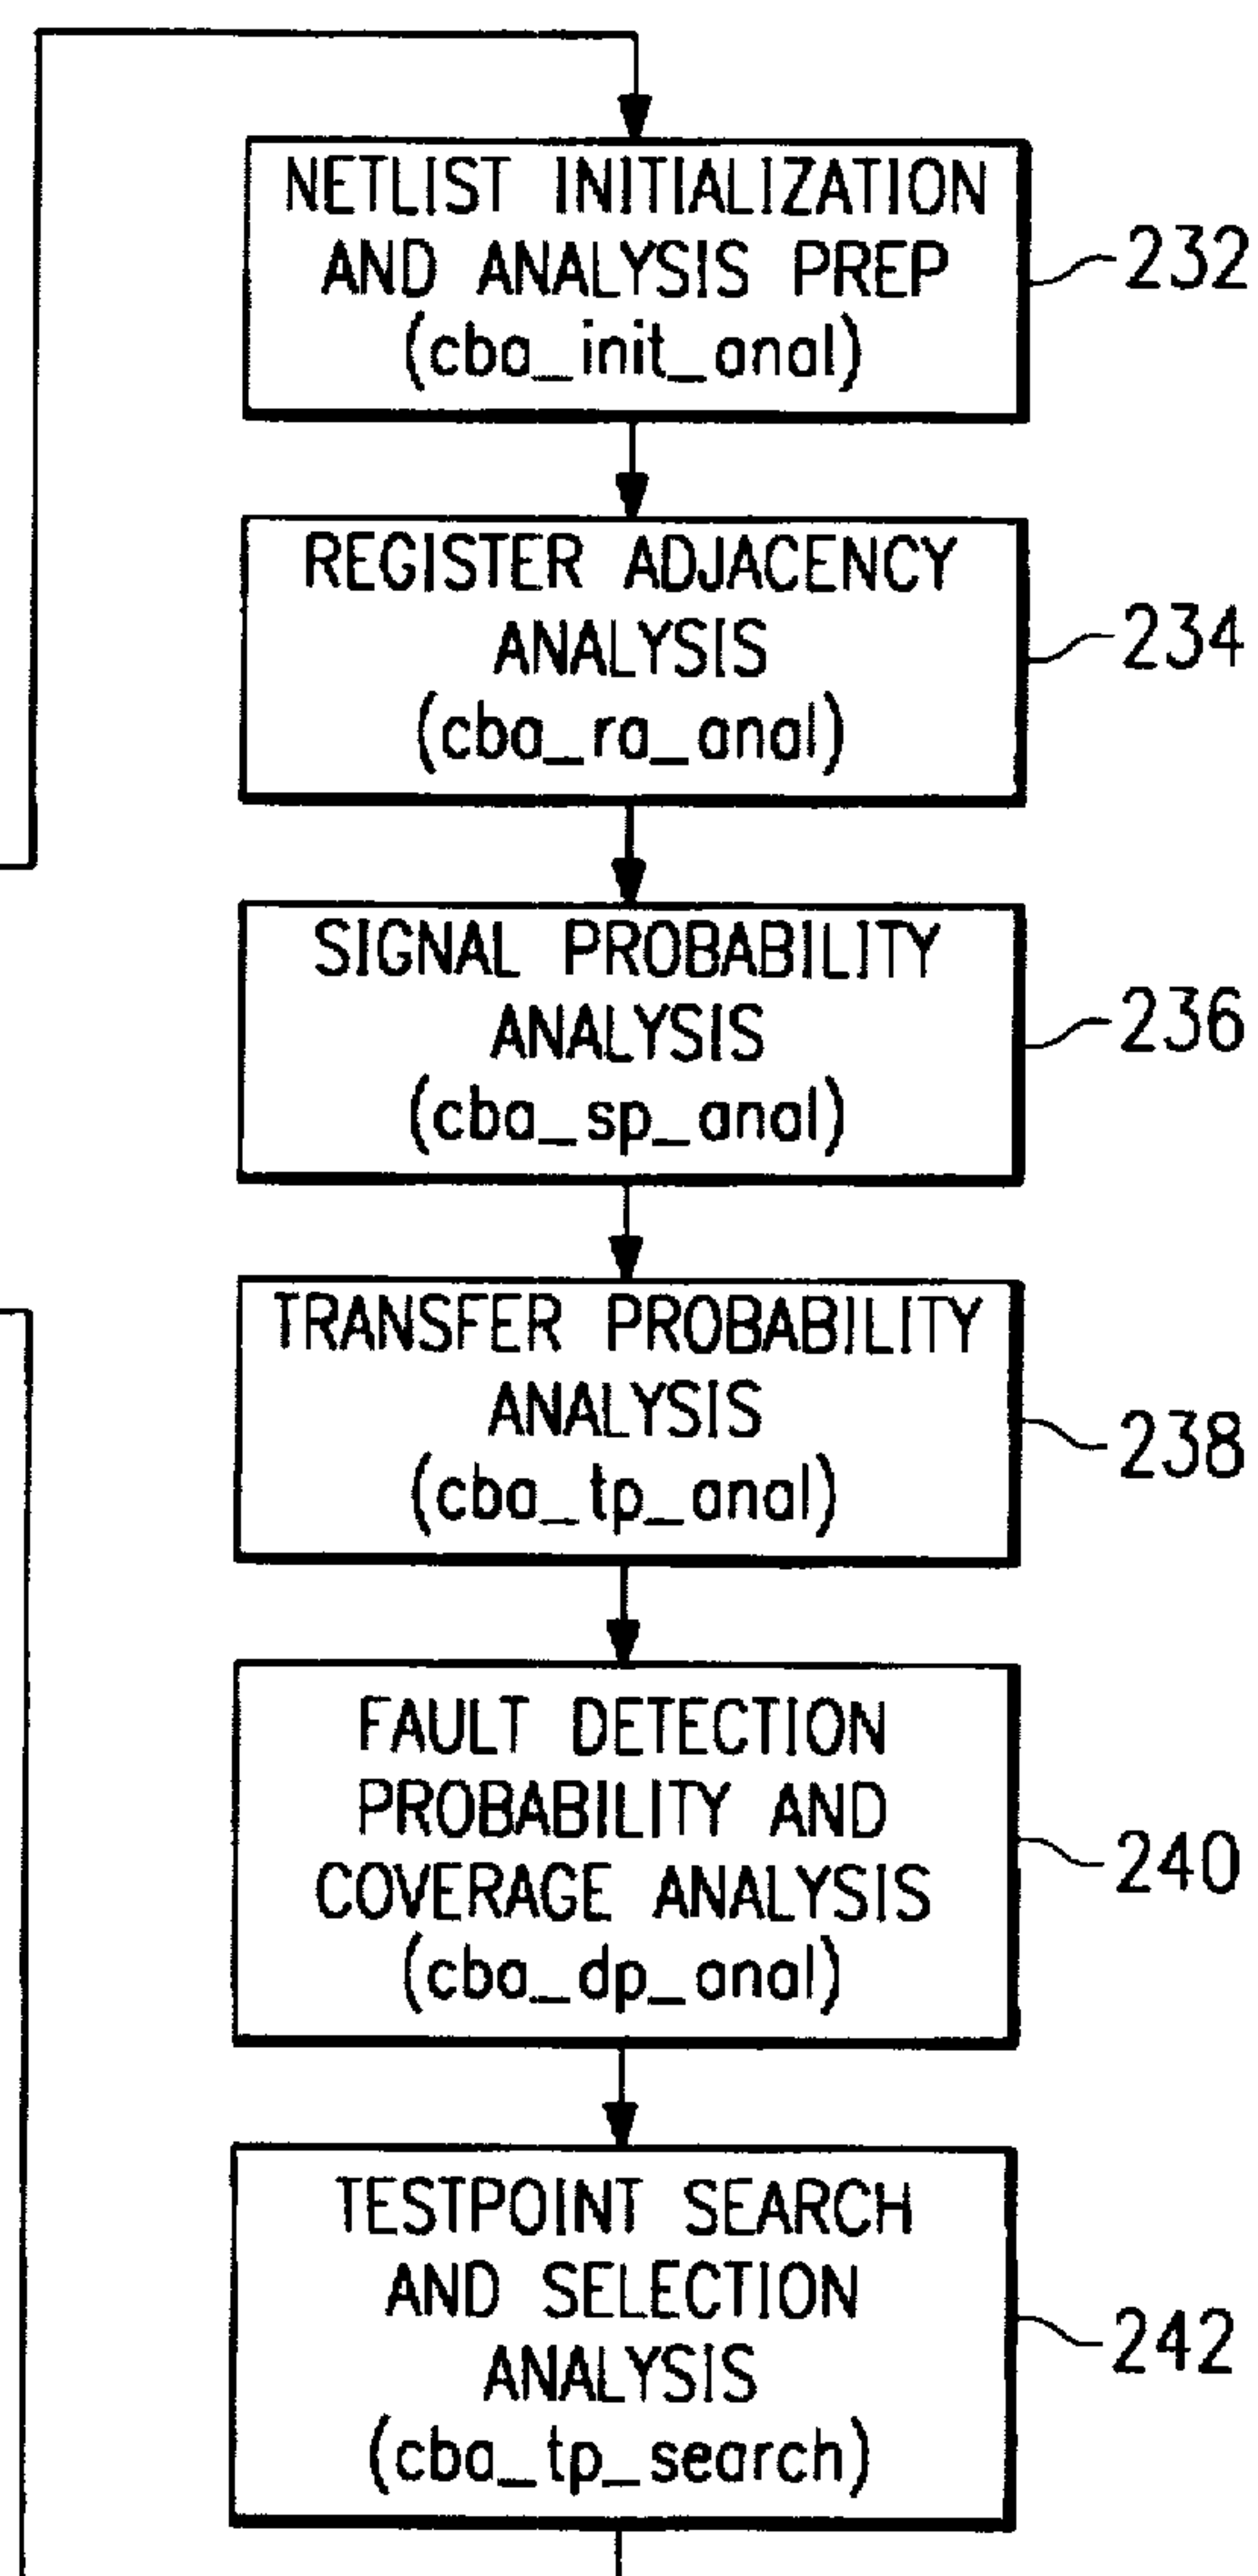 NETLIST INITIALIZATION
AND ANALYSIS PREP
(cba_init_anal)
232
REGISTER ADJACENCY
ANALYSIS
(cba_ra_anal)
234
SIGNAL PROBABILITY
ANALYSIS
(cba_sp_anal)
236
TRANSFER PROBABILITY
ANALYSIS
(cba_tp_anal)
238
FAULT DETECTION
PROBABILITY AND
COVERAGE ANALYSIS
(cba_dp_anal)
240
TESTPOINT SEARCH
AND SELECTION
ANALYSIS
(cba_tp_search)
242